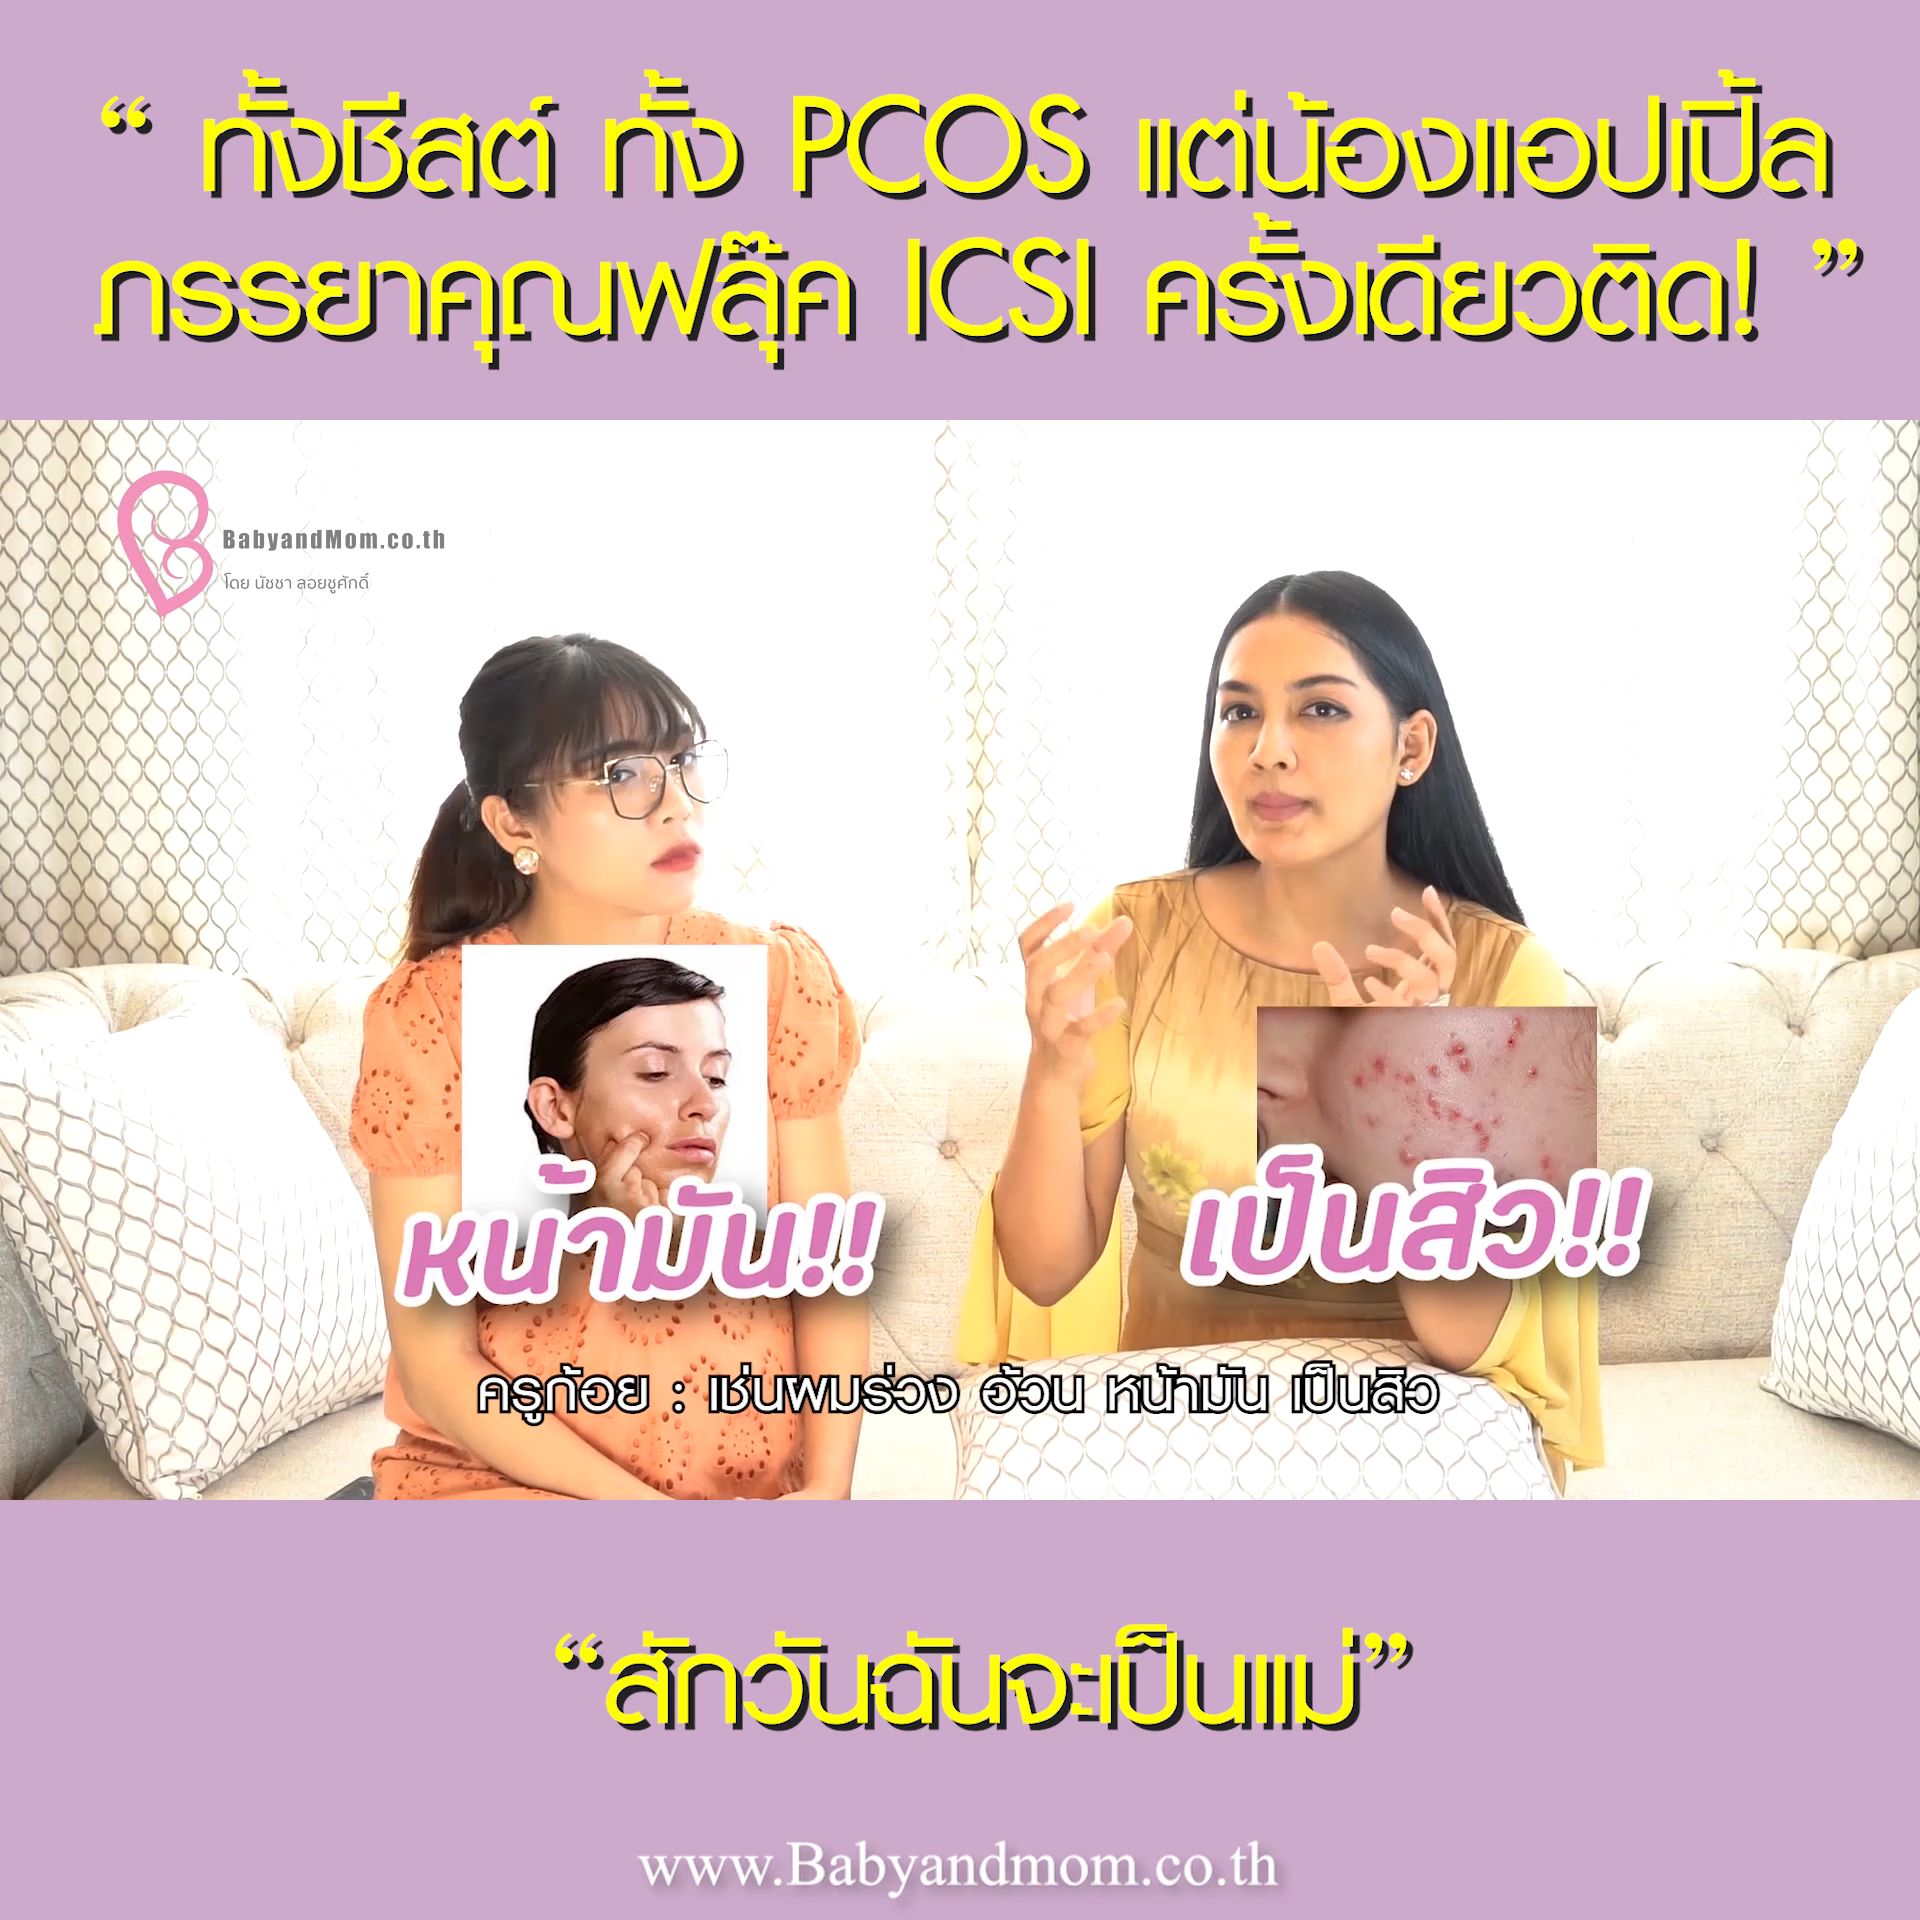 “ ทั้งซีสต์ ทั้ง PCOS แต่น้องแอปเปิ้ล
ภรรยาคุณฟลุ๊ค ICSI ครั้งเดียวติด! ”
BabyandMom.co.th
โดย นัชชา ลอยชูศักดิ์
หน้ามัน!!
เป็นสิว!!
ครูก้อย : เช่นผมร่วง อ้วน หน้ามัน เป็นสิว
“สักวันฉันจะเป็นแม่”
www.Babyandmom.co.th